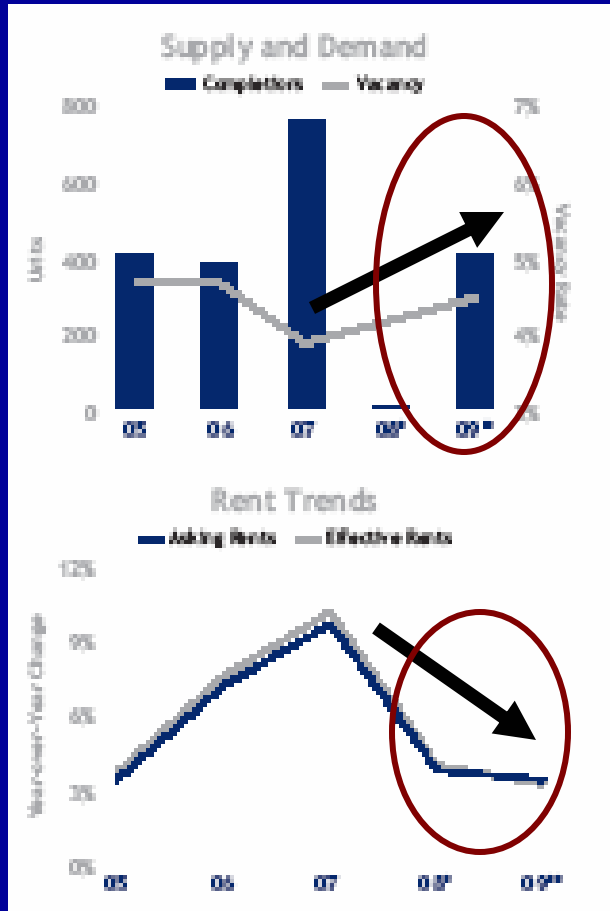 Supply and Demand
Completions Vacancy
800 7%
600 6%
400 5%
200 4%
0 3%
Units
Vacancy Rate
05 06 07 08* 09**
Rent Trends
Asking Rents Effective Rents
12%
9%
6%
3%
0%
Year-over-Year Change
05 06 07 08* 09**